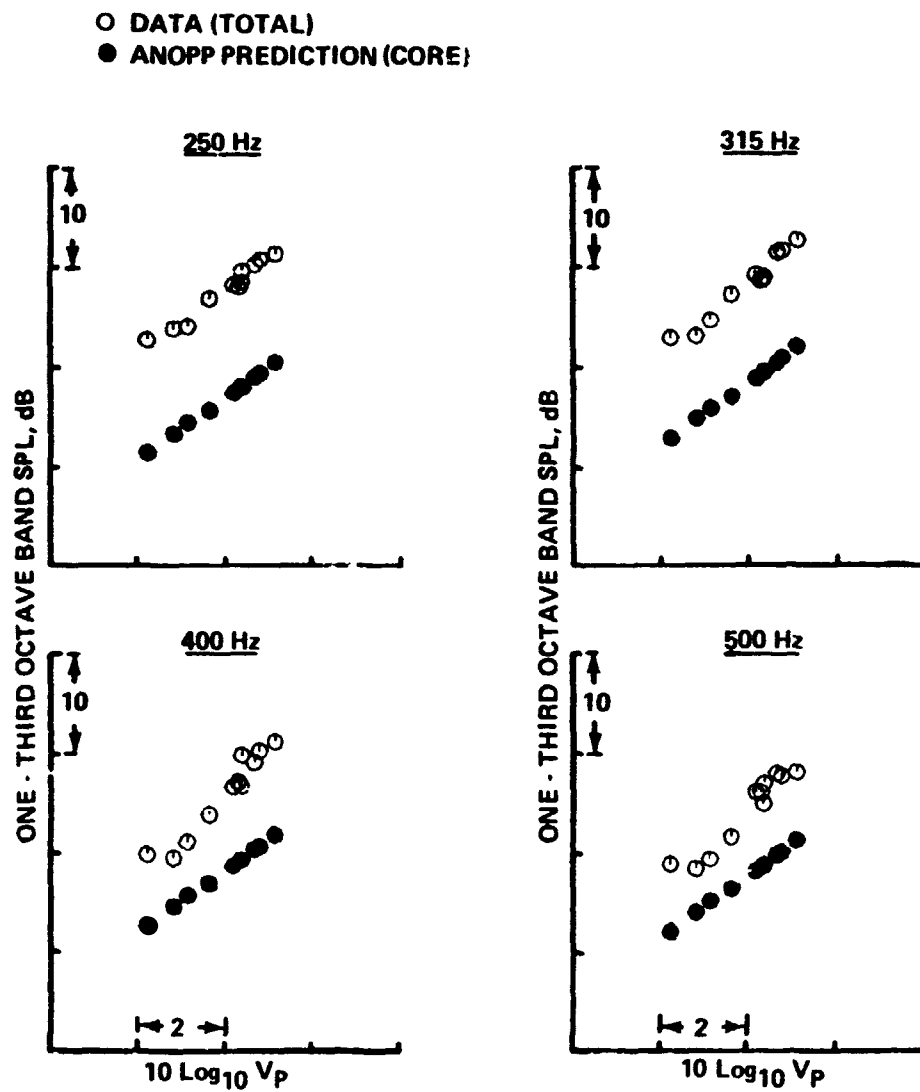 ○ DATA (TOTAL)
● ANOPP PREDICTION (CORE)
250 Hz
315 Hz
10
10
ONE - THIRD OCTAVE BAND SPL, dB
ONE - THIRD OCTAVE BAND SPL, dB
400 Hz
500 Hz
10
10
2
2
10 Log10 VP
10 Log10 VP